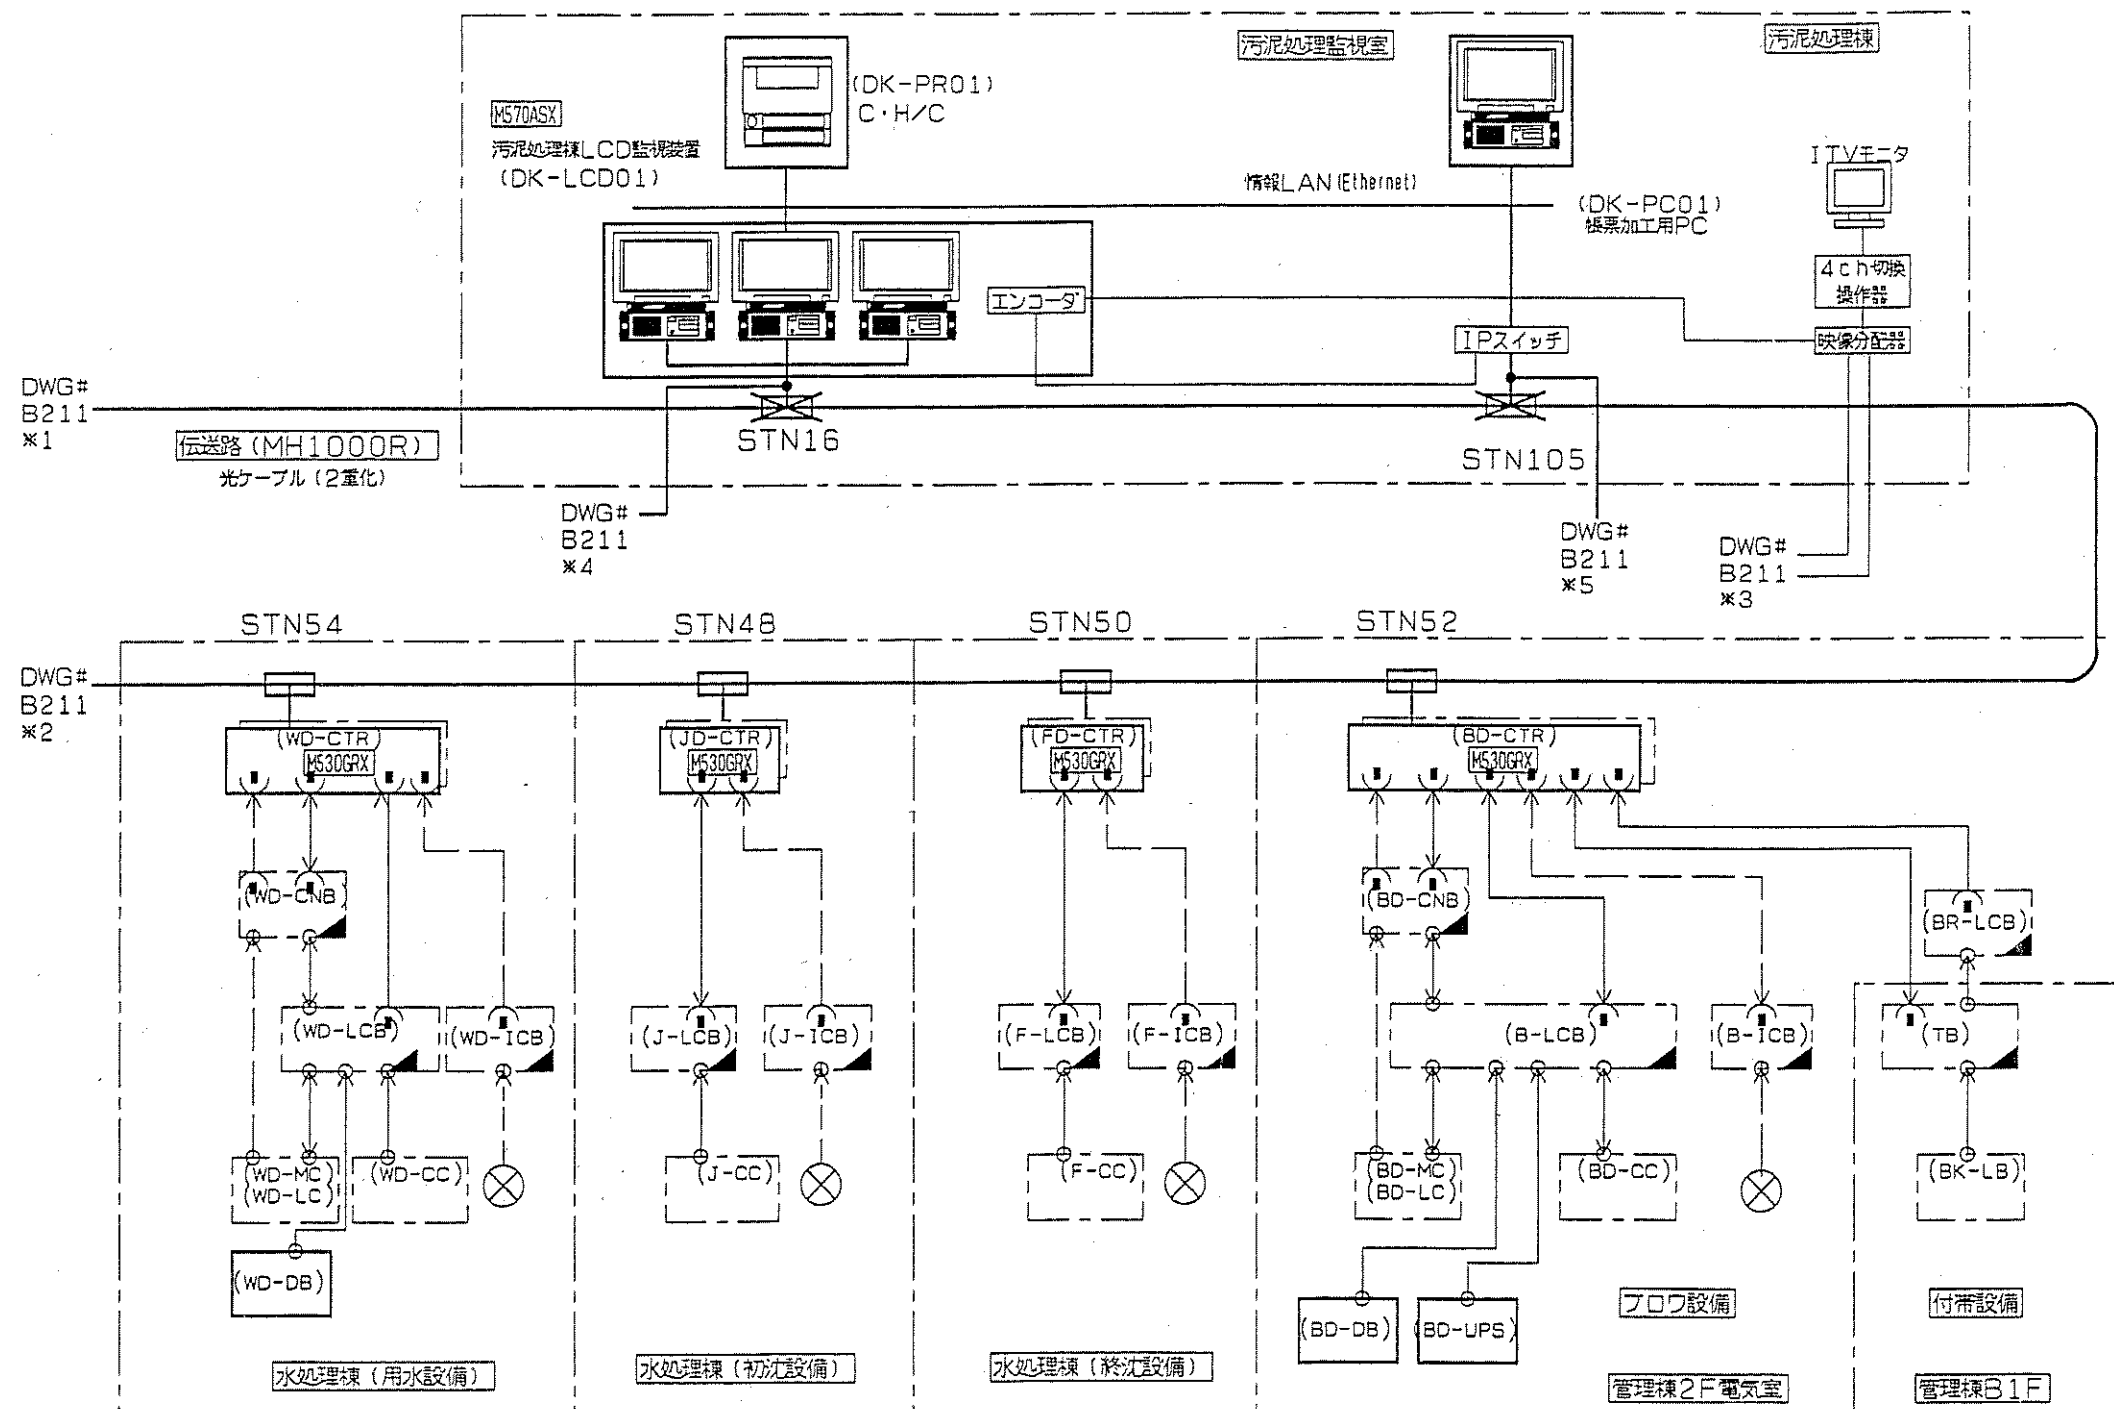 汚泥処理監視室
汚泥処理棟
(DK-PR01)
C・H/C
M570ASX
汚泥処理棟LCD監視装置
(DK-LCD01)
情報LAN(Ethernet)
(DK-PC01)
帳票加工用PC
ITVモータ
4ch切換
操作器
エンコーダ
IPスイッチ
映像分配器
DWG#
B211
※1
伝送路(MH1000R)
光ケーブル(2重化)
STN16
STN105
DWG#
B211
※4
DWG#
B211
※5
DWG#
B211
※3
STN54
STN48
STN50
STN52
DWG#
B211
※2
(WD-CTR)
M530GRX
(JD-CTR)
M530GRX
(FD-CTR)
M530GRX
(BD-CTR)
M530GRX
(WD-CNB)
(BD-CNB)
(BR-LCB)
(WD-LCB)
(WD-ICB)
(J-LCB)
(J-ICB)
(F-LCB)
(F-ICB)
(B-LCB)
(B-ICB)
(TB)
(WD-MC)
(WD-LC)
(WD-CC)
(J-CC)
(F-CC)
(BD-MC)
(BD-LC)
(BD-CC)
(BK-LB)
(WD-DB)
(BD-DB)
(BD-UPS)
ブロワ設備
付帯設備
水処理棟(用水設備)
水処理棟(初沈設備)
水処理棟(終沈設備)
管理棟2F電気室
管理棟B1F